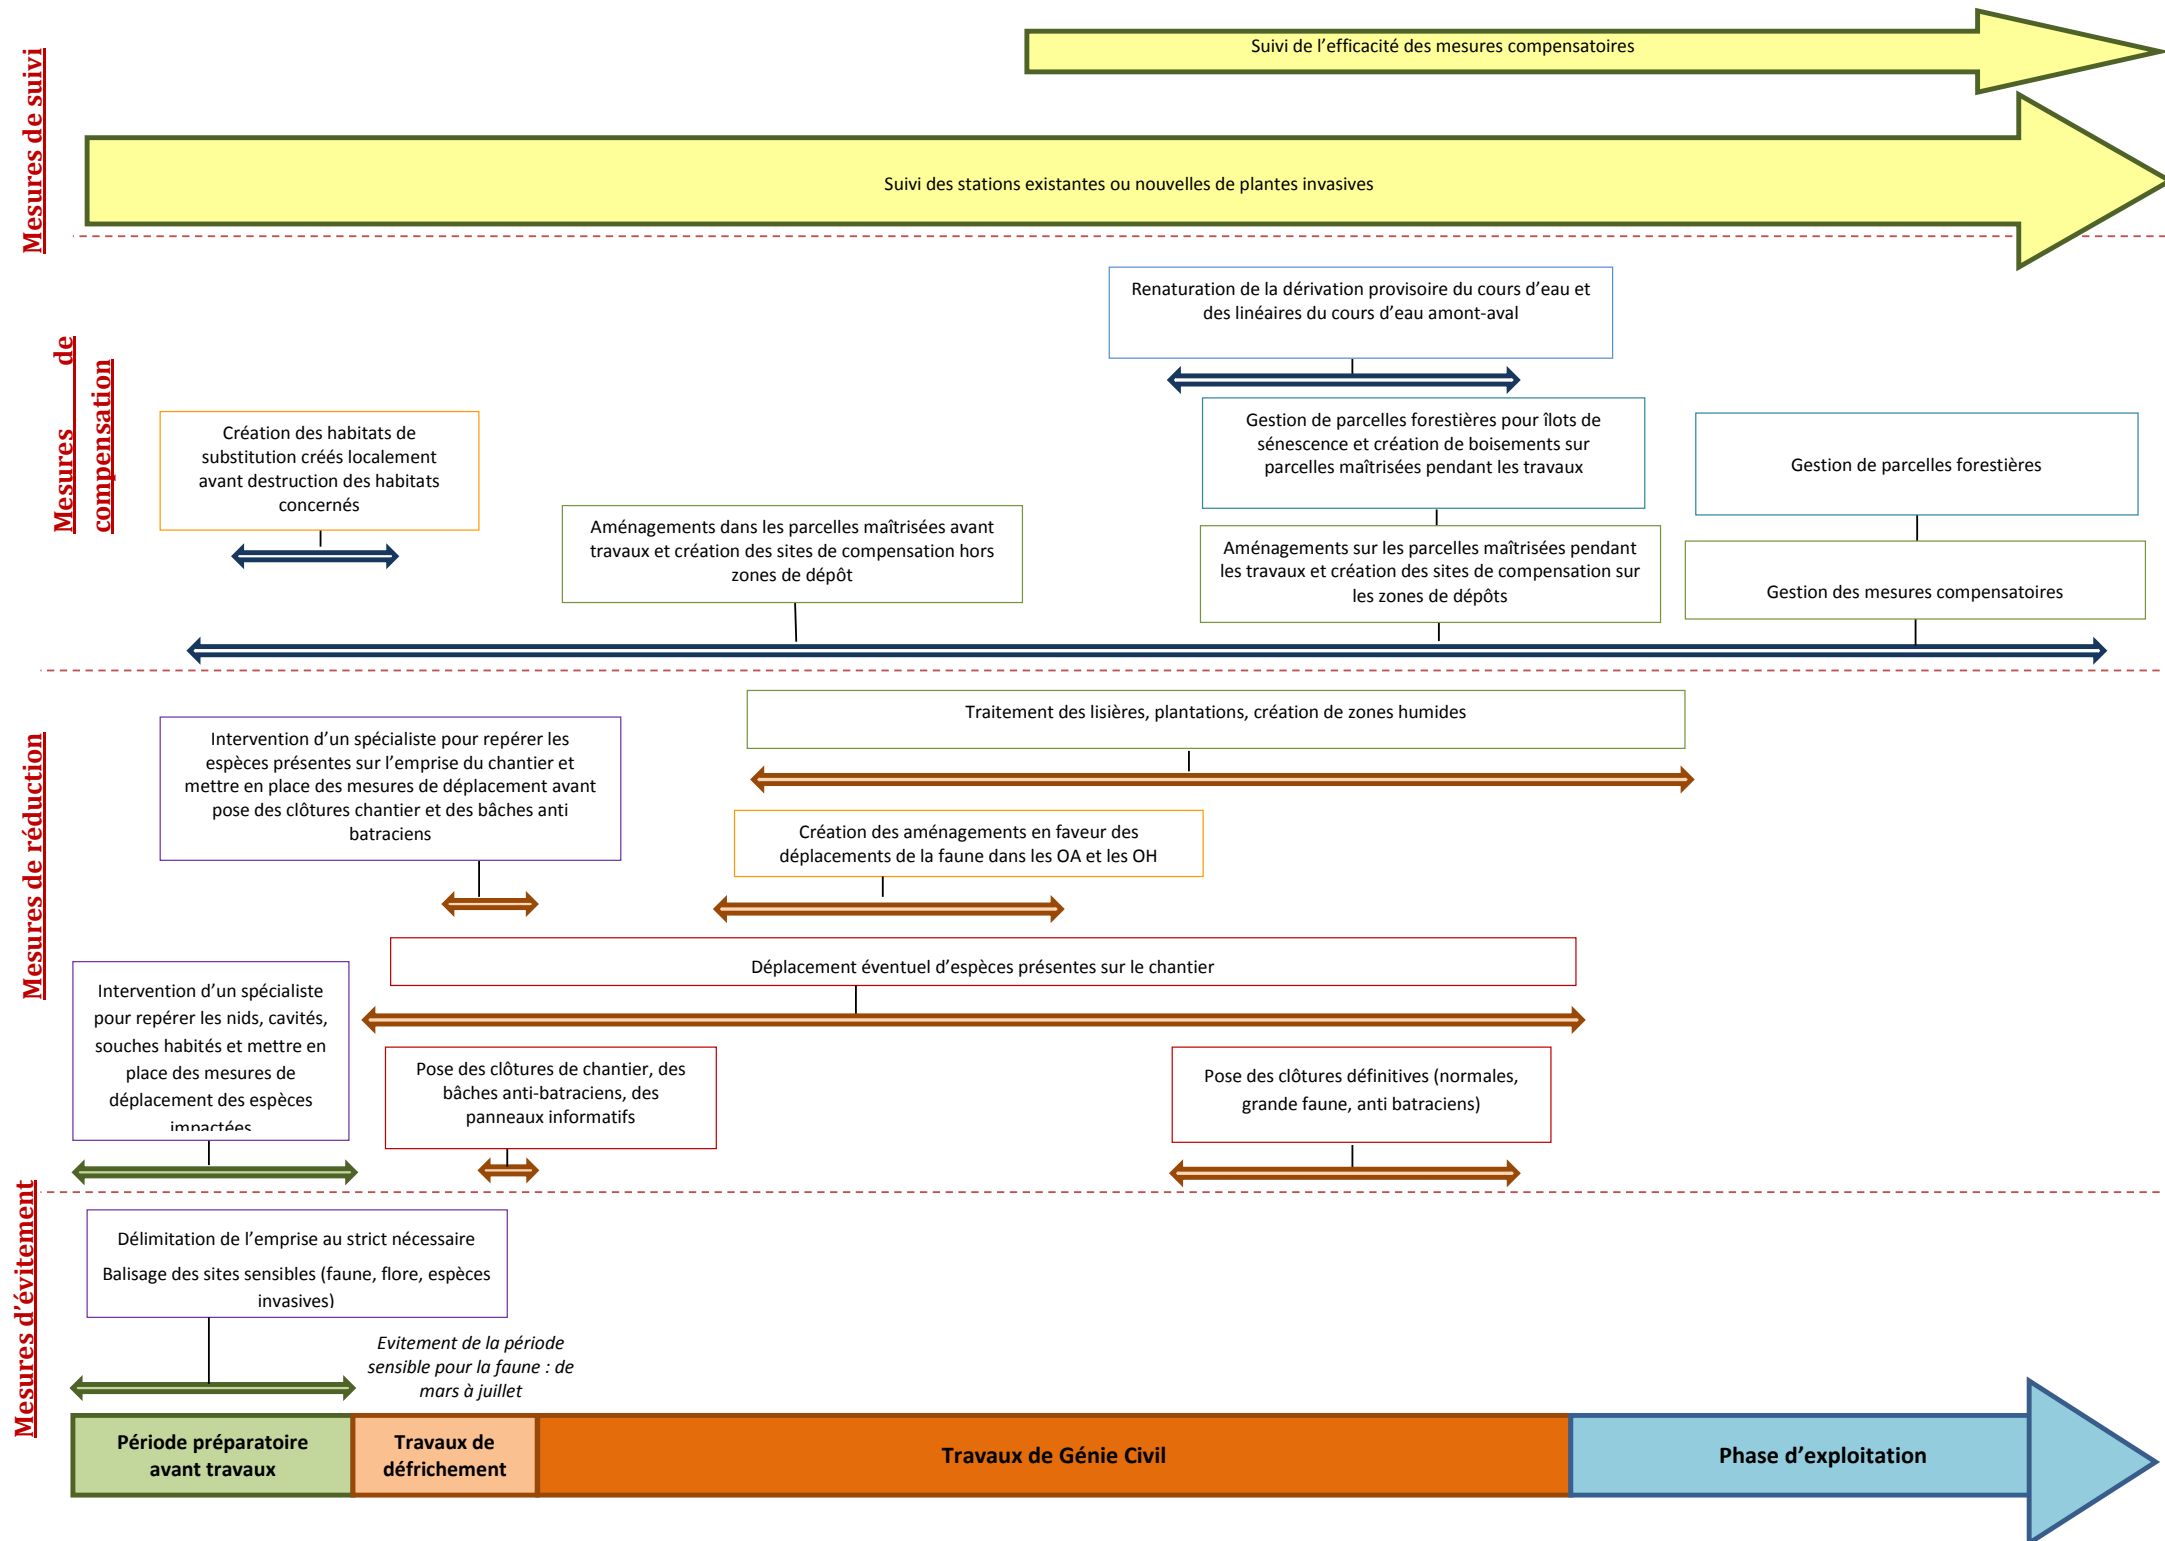 Mesures de suivi
Suivi de l’efficacité des mesures compensatoires
Suivi des stations existantes ou nouvelles de plantes invasives
Mesures de
compensation
Renaturation de la dérivation provisoire du cours d’eau et
des linéaires du cours d’eau amont-aval
Création des habitats de
substitution créés localement
avant destruction des habitats
concernés
Gestion de parcelles forestières pour îlots de
sénescence et création de boisements sur
parcelles maîtrisées pendant les travaux
Gestion de parcelles forestières
Aménagements dans les parcelles maîtrisées avant
travaux et création des sites de compensation hors
zones de dépôt
Aménagements sur les parcelles maîtrisées pendant
les travaux et création des sites de compensation sur
les zones de dépôts
Gestion des mesures compensatoires
Mesures de réduction
Traitement des lisières, plantations, création de zones humides
Intervention d’un spécialiste pour repérer les
espèces présentes sur l’emprise du chantier et
mettre en place des mesures de déplacement avant
pose des clôtures chantier et des bâches anti
batraciens
Création des aménagements en faveur des
déplacements de la faune dans les OA et les OH
Déplacement éventuel d’espèces présentes sur le chantier
Intervention d’un spécialiste
pour repérer les nids, cavités,
souches habités et mettre en
place des mesures de
déplacement des espèces
impactées
Pose des clôtures de chantier, des
bâches anti-batraciens, des
panneaux informatifs
Pose des clôtures définitives (normales,
grande faune, anti batraciens)
Mesures d’évitement
Délimitation de l’emprise au strict nécessaire
Balisage des sites sensibles (faune, flore, espèces
invasives)
Evitement de la période
sensible pour la faune : de
mars à juillet
Période préparatoire
avant travaux
Travaux de
défrichement
Travaux de Génie Civil
Phase d’exploitation